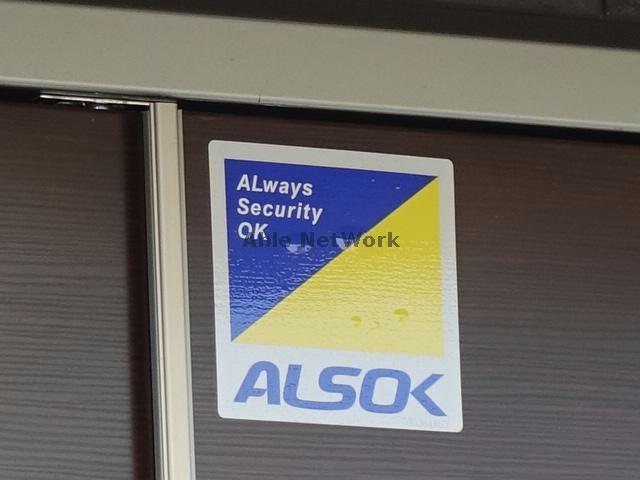 ALways
Security
OK
Able NetWork
ALSOK